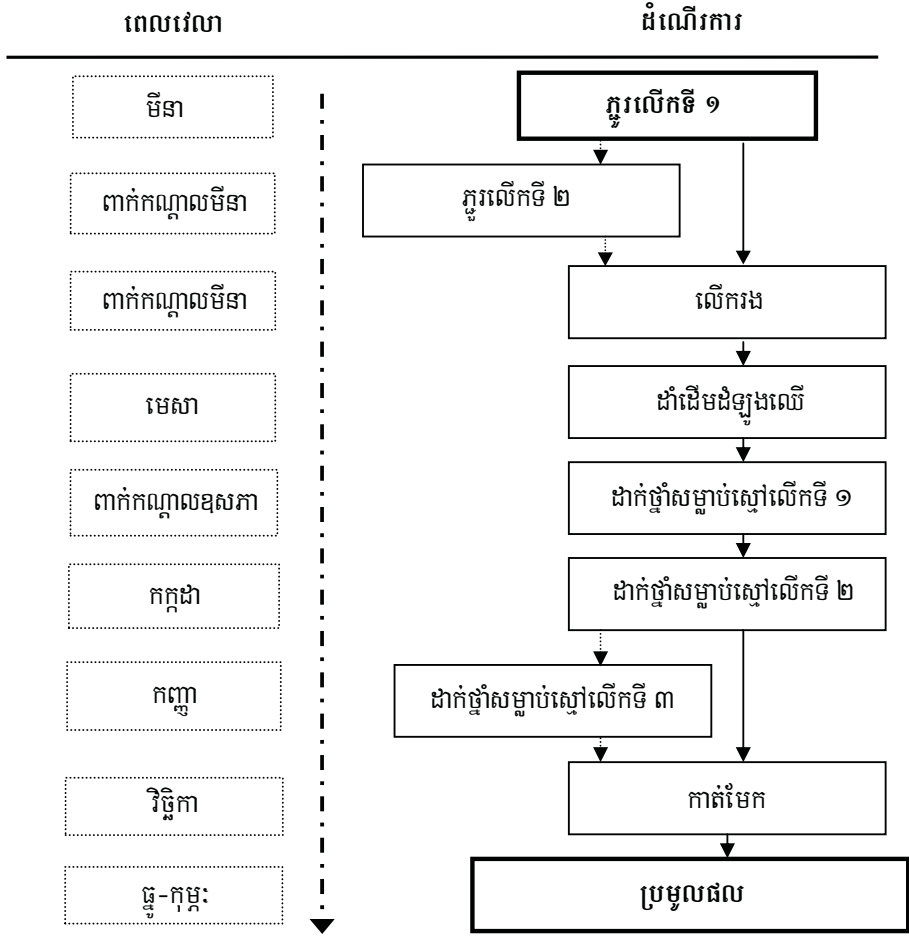 ពេលវេលា
ដំណើរការ
មីនា
ភ្ជួរលើកទី ១
ពាក់កណ្តាលមីនា
ភ្ជួរលើកទី ២
ពាក់កណ្តាលមីនា
លើករង
មេសា
ដាំដើមដំឡូងឈើ
ពាក់កណ្តាលឧសភា
ដាក់ថ្នាំសម្លាប់ស្មៅលើកទី ១
កក្កដា
ដាក់ថ្នាំសម្លាប់ស្មៅលើកទី ២
កញ្ញា
ដាក់ថ្នាំសម្លាប់ស្មៅលើកទី ៣
វិច្ឆិកា
កាត់មែក
ធ្នូ-កុម្ភៈ
ប្រមូលផល